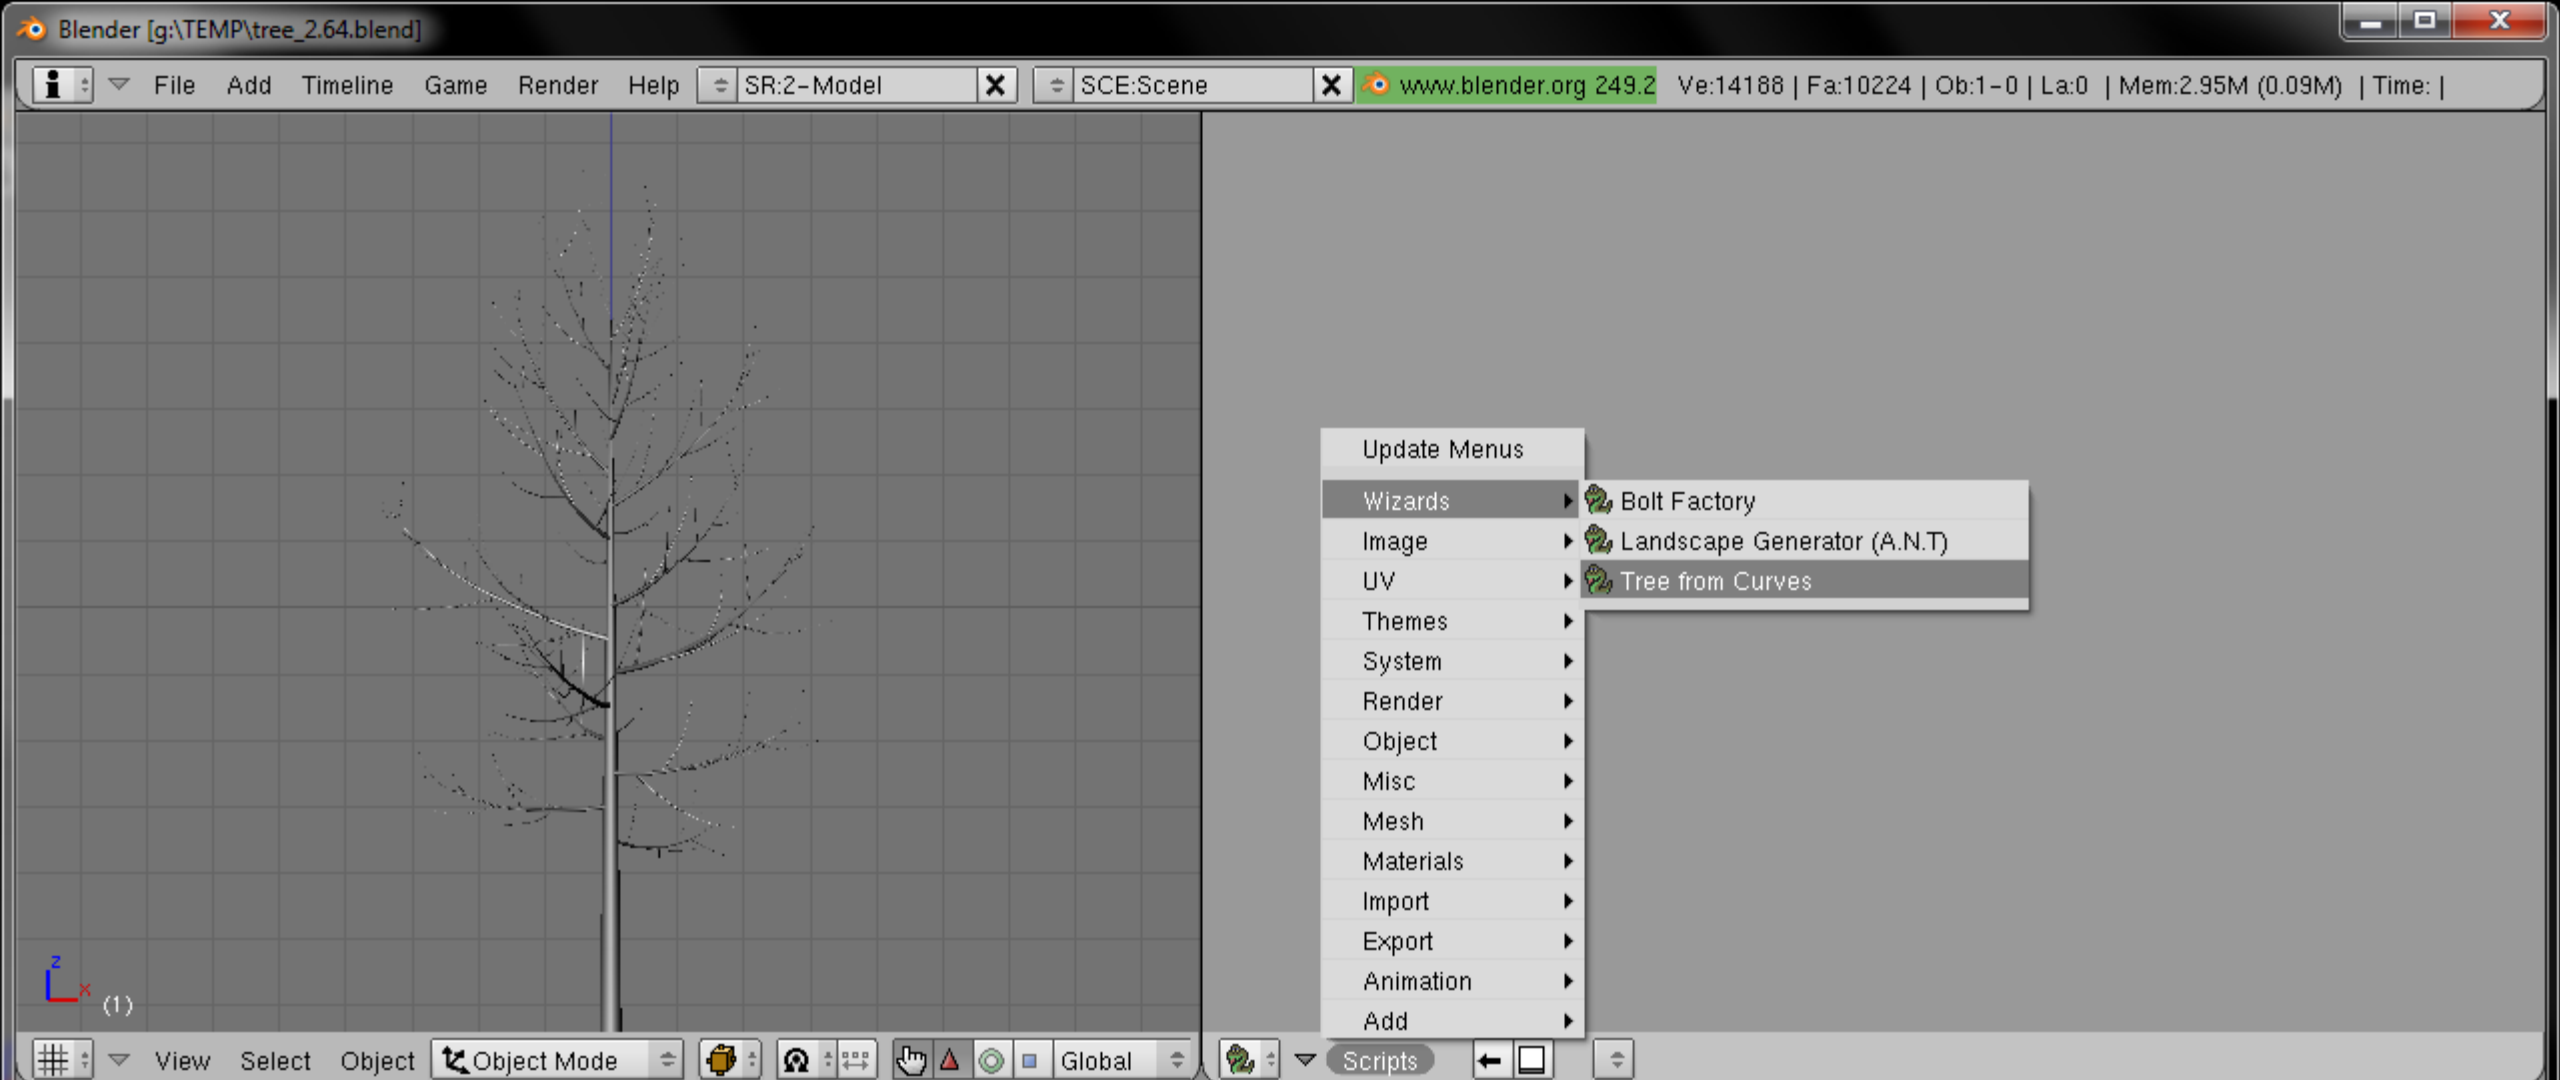 Blender [g:\TEMP\tree_2.64.blend]
File Add Timeline Game Render Help SR:2-Model SCE:Scene www.blender.org 249.2 Ve:14188 | Fa:10224 | Ob:1-0 | La:0 | Mem:2.95M (0.09M) | Time: |
Update Menus
Wizards
Bolt Factory
Image
Landscape Generator (A.N.T)
UV
Tree from Curves
Themes
System
Render
Object
Misc
Mesh
Materials
Import
Export
Animation
Add
z
x
(1)
View Select Object Object Mode Global
Scripts